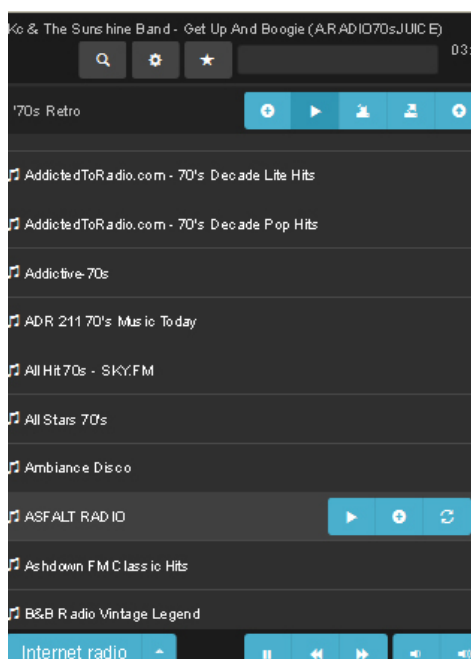 Kc & The Sunshine Band - Get Up And Boogie (A.RADIO70sJUICE)
03:
'70s Retro
AddictedToRadio.com - 70's Decade Lite Hits
AddictedToRadio.com - 70's Decade Pop Hits
Addictive-70s
ADR 211 70's Music Today
All Hit 70s - SKY.FM
All Stars 70's
Ambiance Disco
ASFALT RADIO
Ashdown FM Classic Hits
B&B Radio Vintage Legend
Internet radio